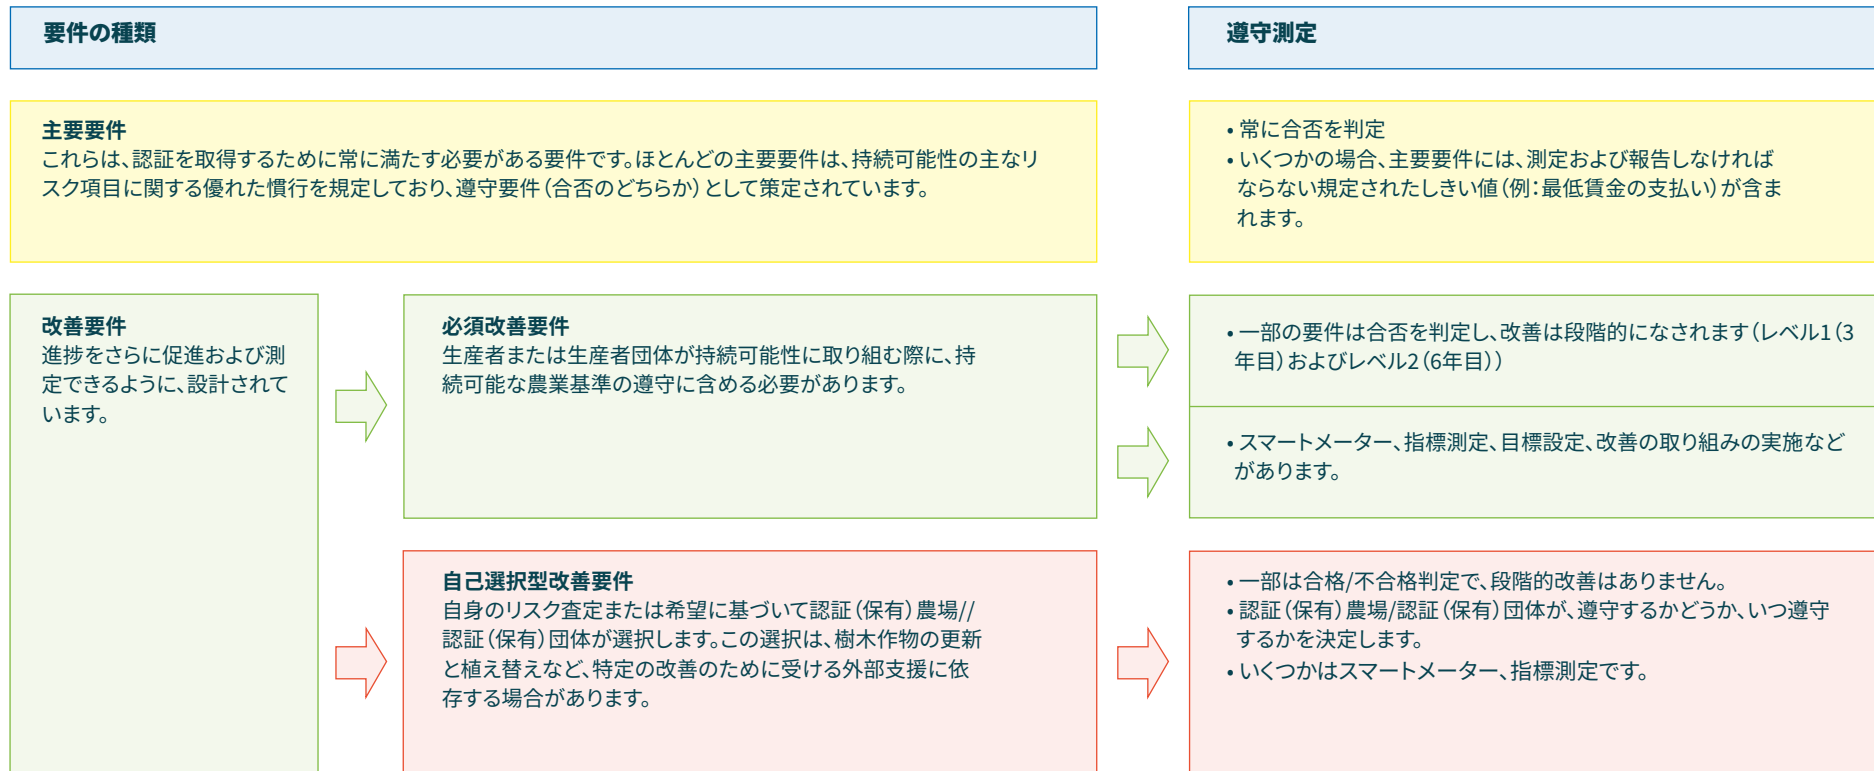 要件の種類
遵守測定
主要要件
これらは、認証を取得するために常に満たす必要がある要件です。ほとんどの主要要件は、持続可能性の主なリ
スク項目に関する優れた慣行を規定しており、遵守要件（合否のどちらか）として策定されています。
• 常に合否を判定
• いくつかの場合、主要要件には、測定および報告しなければ
ならない規定されたしきい値（例：最低賃金の支払い）が含ま
れます。
改善要件
進捗をさらに促進および測
定できるように、設計されて
います。
必須改善要件
生産者または生産者団体が持続可能性に取り組む際に、持
続可能な農業基準の遵守に含める必要があります。
• 一部の要件は合否を判定し、改善は段階的になされます（レベル1（3
年目）およびレベル2（6年目））
• スマートメーター、指標測定、目標設定、改善の取り組みの実施など
があります。
自己選択型改善要件
自身のリスク査定または希望に基づいて認証（保有）農場//
認証（保有）団体が選択します。この選択は、樹木作物の更新
と植え替えなど、特定の改善のために受ける外部支援に依
存する場合があります。
• 一部は合格/不合格判定で、段階的改善はありません。
• 認証（保有）農場/認証（保有）団体が、遵守するかどうか、いつ遵守
するかを決定します。
• いくつかはスマートメーター、指標測定です。